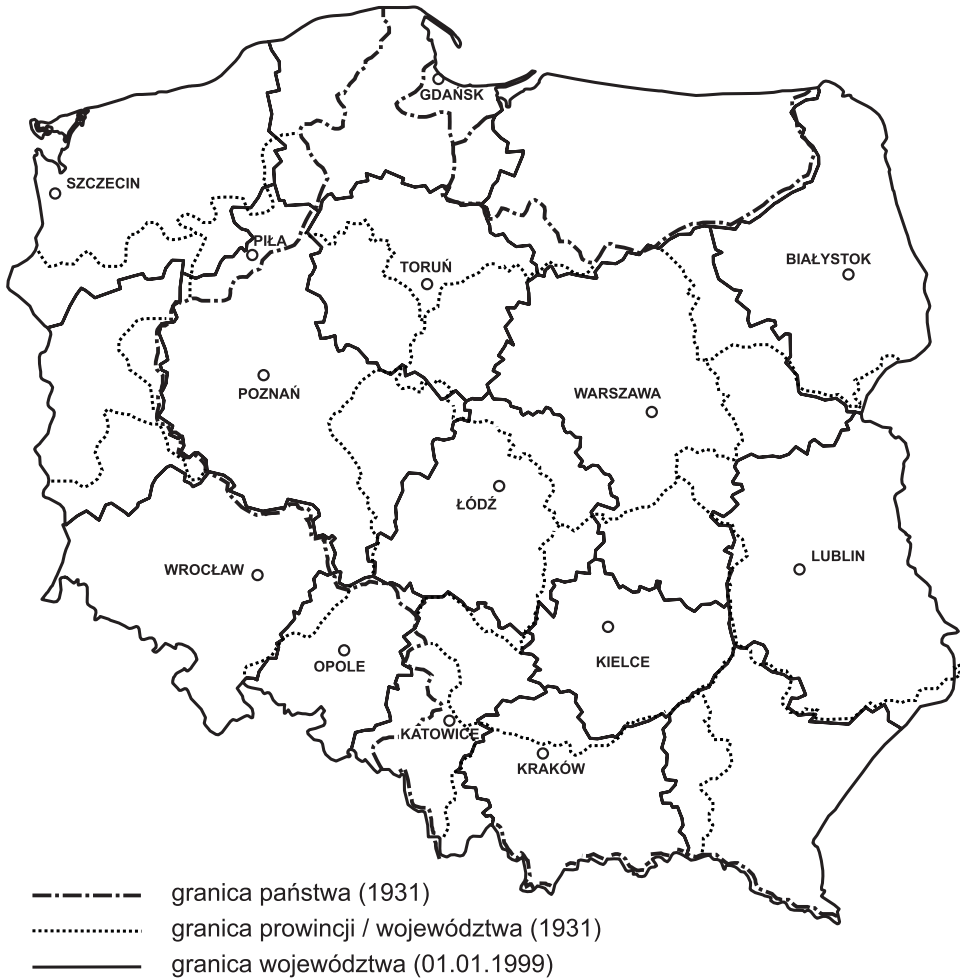 GDAŃSK
SZCZECIN
PIŁA
BIAŁYSTOK
TORUŃ
POZNAŃ
WARSZAWA
ŁÓDŹ
LUBLIN
WROCŁAW
OPOLE
KIELCE
KATOWICE
KRAKÓW
granica państwa (1931)
granica prowincji / województwa (1931)
granica województwa (01.01.1999)